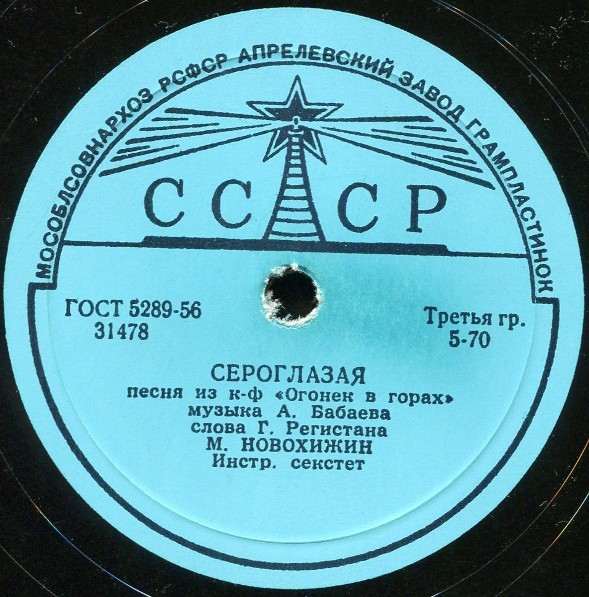 МОСОБЛСОВНАРХОЗ РСФСР АПРЕЛЕВСКИЙ ЗАВОД ГРАМПЛАСТИНОК
СССР
ГОСТ 5289-56
31478
Третья гр.
5-70
СЕРОГЛАЗАЯ
песня из к-ф «Огонек в горах»
музыка А. Бабаева
слова Г. Регистана
М. НОВОХИЖИН
Инстр. секстет